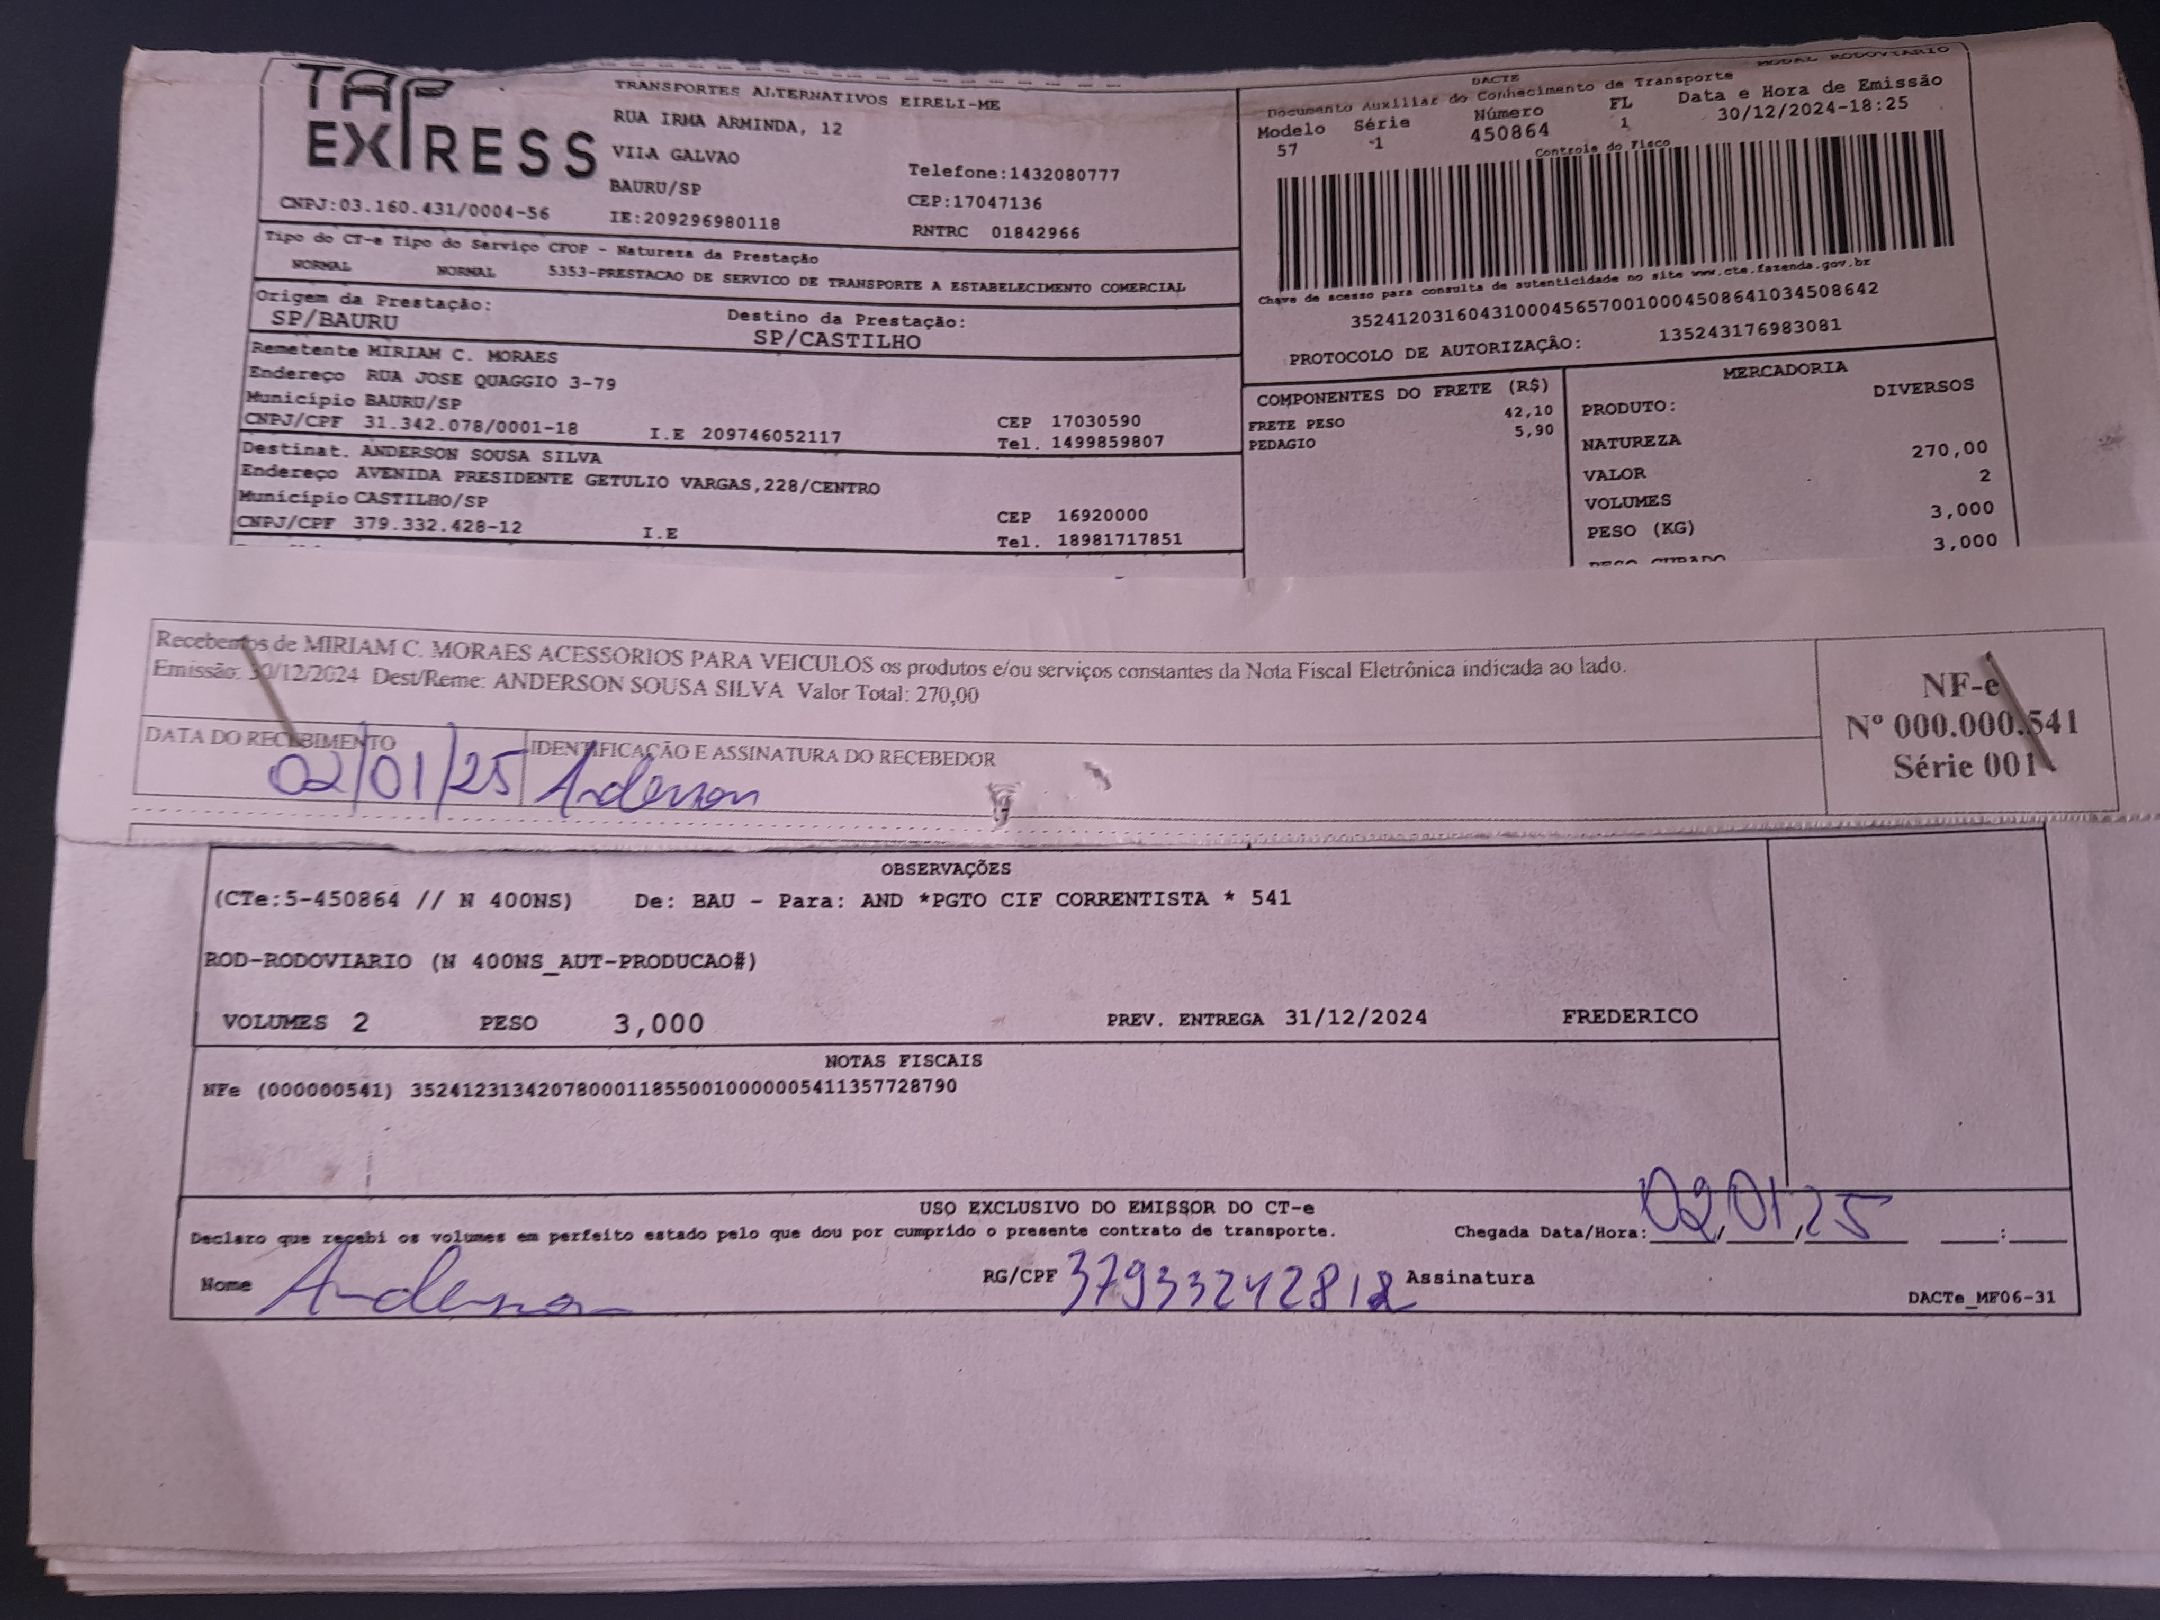 TAP EXPRESS
TRANSPORTES ALTERNATIVOS EIRELI-ME
RUA IRMA ARMINDA, 12
VILA GALVAO
BAURU/SP
Telefone:1432080777
CEP:17047136
CNPJ:03.160.431/0004-56 IE:209296980118 RNTRC 01842966
MODAL RODOVIARIO
DACTE
Documento Auxiliar do Conhecimento de Transporte
Modelo Série Número FL Data e Hora de Emissão
57 1 450864 1 30/12/2024-18:25
Controle do Fisco
Chave de acesso para consulta de autenticidade no site www.cte.fazenda.gov.br
35241203160431000456570010004508641034508642
PROTOCOLO DE AUTORIZAÇÃO: 135243176983081
Tipo do CT-e Tipo do Serviço CFOP - Natureza da Prestação
NORMAL NORMAL 5353-PRESTACAO DE SERVICO DE TRANSPORTE A ESTABELECIMENTO COMERCIAL
Origem da Prestação: Destino da Prestação:
SP/BAURU SP/CASTILHO
Remetente MIRIAM C. MORAES
Endereço RUA JOSE QUAGGIO 3-79
Município BAURU/SP CEP 17030590
CNPJ/CPF 31.342.078/0001-18 I.E 209746052117 Tel. 1499859807
Destinat. ANDERSON SOUSA SILVA
Endereço AVENIDA PRESIDENTE GETULIO VARGAS,228/CENTRO
Município CASTILHO/SP CEP 16920000
CNPJ/CPF 379.332.428-12 I.E Tel. 18981717851
COMPONENTES DO FRETE (R$)
FRETE PESO 42,10
PEDAGIO 5,90
MERCADORIA
PRODUTO: DIVERSOS
NATUREZA
VALOR 270,00
VOLUMES 2
PESO (KG) 3,000
PESO CUBADO 3,000
Recebemos de MIRIAM C. MORAES ACESSORIOS PARA VEICULOS os produtos e/ou serviços constantes da Nota Fiscal Eletrônica indicada ao lado.
Emissão: 30/12/2024 Dest/Reme: ANDERSON SOUSA SILVA Valor Total: 270,00
DATA DO RECEBIMENTO IDENTIFICAÇÃO E ASSINATURA DO RECEBEDOR
02/01/25 Anderson
NF-e
Nº 000.000.541
Série 001
OBSERVAÇÕES
(CTe:5-450864 // N 400NS) De: BAU - Para: AND *PGTO CIF CORRENTISTA * 541
ROD-RODOVIARIO (N 400NS_AUT-PRODUCAO#)
VOLUMES 2 PESO 3,000 PREV. ENTREGA 31/12/2024 FREDERICO
NOTAS FISCAIS
NFe (000000541) 35241231342078000118550010000005411357728790
USO EXCLUSIVO DO EMISSOR DO CT-e
Declaro que recebi os volumes em perfeito estado pelo que dou por cumprido o presente contrato de transporte. Chegada Data/Hora: 02/01/25 __:__
Nome Anderson RG/CPF 37933242812 Assinatura
DACTe_MF06-31